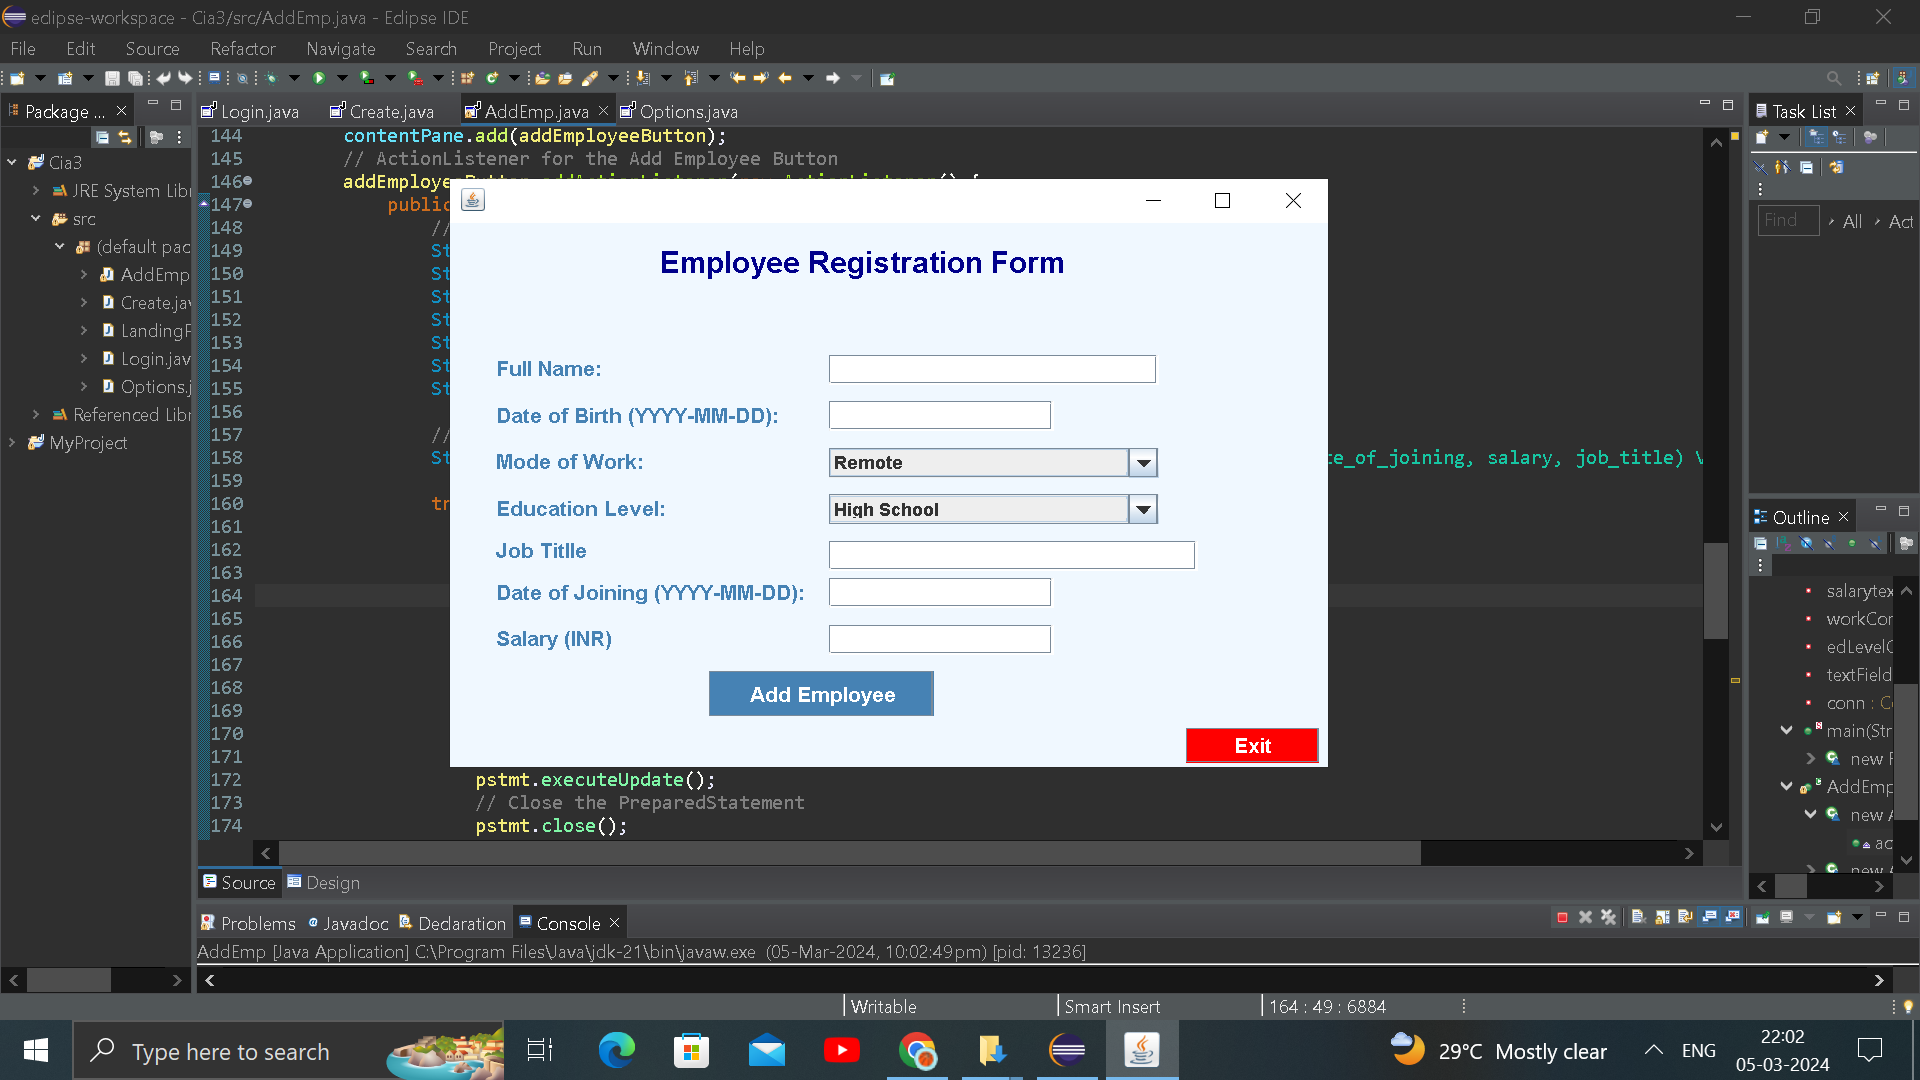 eclipse-workspace - Cia3/src/AddEmp.java - Eclipse IDE
File Edit Source Refactor Navigate Search Project Run Window Help
Package ...
Login.java Create.java AddEmp.java Options.java
Task List
144 contentPane.add(addEmployeeButton);
145 // ActionListener for the Add Employee Button
146
147 public
148 //
149 St
150 St
151 St
152 St
153 St
154 St
155 St
156
157 //
158 St te_of_joining, salary, job_title)
159
160 tr
161
162
163
164
165
166
167
168
169
170
171
172 pstmt.executeUpdate();
173 // Close the PreparedStatement
174 pstmt.close();
Cia3
JRE System Libr
src
(default pac
AddEmp
Create.jav
LandingP
Login.jav
Options.j
Referenced Libr
MyProject
Employee Registration Form
Full Name:
Date of Birth (YYYY-MM-DD):
Mode of Work: Remote
Education Level: High School
Job Titlle
Date of Joining (YYYY-MM-DD):
Salary (INR)
Add Employee
Exit
Find All Act
Outline
salarytex
workCor
edLevelC
textField
conn : Co
main(Str
new R
AddEmp
new A
ac
new A
Source Design
Problems Javadoc Declaration Console
AddEmp [Java Application] C:\Program Files\Java\jdk-21\bin\javaw.exe (05-Mar-2024, 10:02:49 pm) [pid: 13236]
Writable Smart Insert 164 : 49 : 6884
Type here to search
29°C Mostly clear
ENG
22:02
05-03-2024